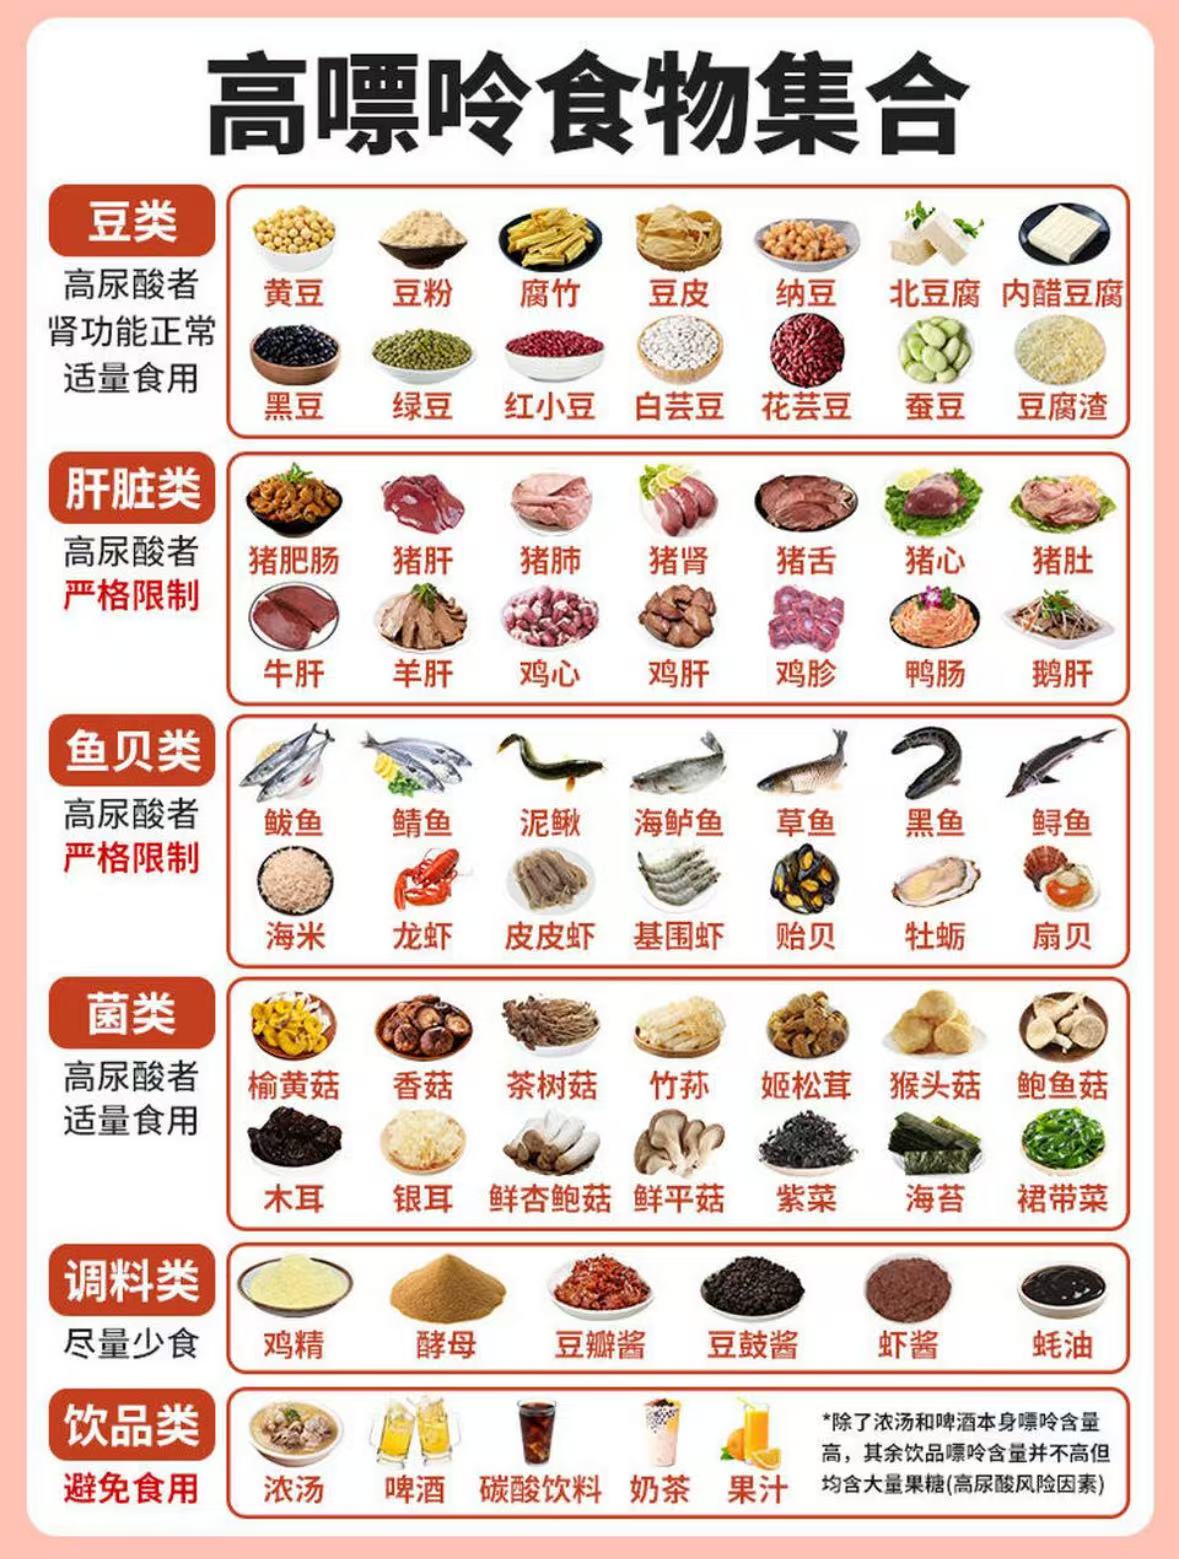 高嘌呤食物集合
豆类
高尿酸者
肾功能正常
适量食用
黄豆 豆粉 腐竹 豆皮 纳豆 北豆腐 内醋豆腐
黑豆 绿豆 红小豆 白芸豆 花芸豆 蚕豆 豆腐渣
肝脏类
高尿酸者
严格限制
猪肥肠 猪肝 猪肺 猪肾 猪舌 猪心 猪肚
牛肝 羊肝 鸡心 鸡肝 鸡胗 鸭肠 鹅肝
鱼贝类
高尿酸者
严格限制
鲅鱼 鲭鱼 泥鳅 海鲈鱼 草鱼 黑鱼 鲟鱼
海米 龙虾 皮皮虾 基围虾 贻贝 牡蛎 扇贝
菌类
高尿酸者
适量食用
榆黄菇 香菇 茶树菇 竹荪 姬松茸 猴头菇 鲍鱼菇
木耳 银耳 鲜杏鲍菇 鲜平菇 紫菜 海苔 裙带菜
调料类
尽量少食
鸡精 酵母 豆瓣酱 豆鼓酱 虾酱 蚝油
饮品类
避免食用
浓汤 啤酒 碳酸饮料 奶茶 果汁
*除了浓汤和啤酒本身嘌呤含量
高，其余饮品嘌呤含量并不高但
均含大量果糖(高尿酸风险因素)